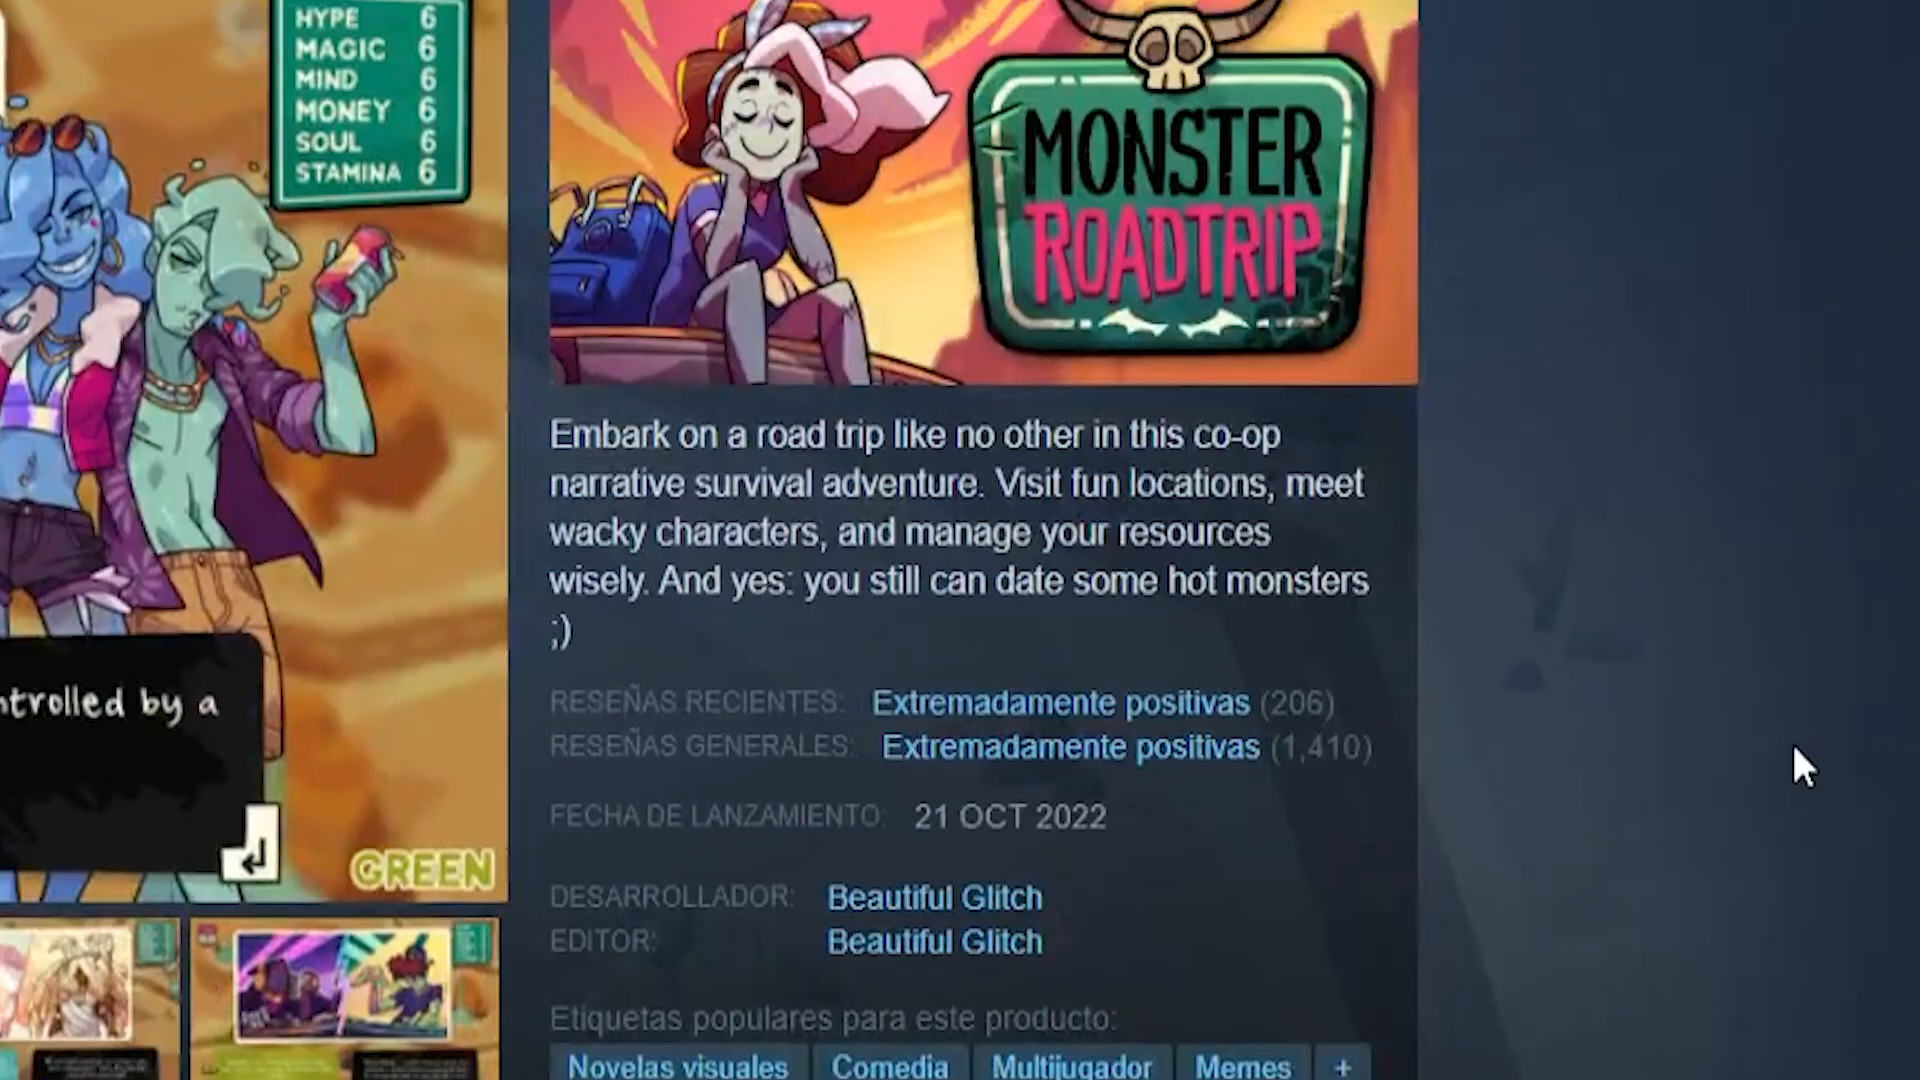 HYPE 6
MAGIC 6
MIND 6
MONEY 6
SOUL 6
STAMINA 6
by a
GREEN
MONSTER
ROADTRIP
Embark on a road trip like no other in this co-op
narrative survival adventure. Visit fun locations, meet
wacky characters, and manage your resources
wisely. And yes: you still can date some hot monsters
;)
RESEÑAS RECIENTES: Extremadamente positivas (206)
RESEÑAS GENERALES: Extremadamente positivas (1,410)
FECHA DE LANZAMIENTO: 21 OCT 2022
DESARROLLADOR: Beautiful Glitch
EDITOR: Beautiful Glitch
Etiquetas populares para este producto:
Novelas visuales Comedia Multijugador Memes +